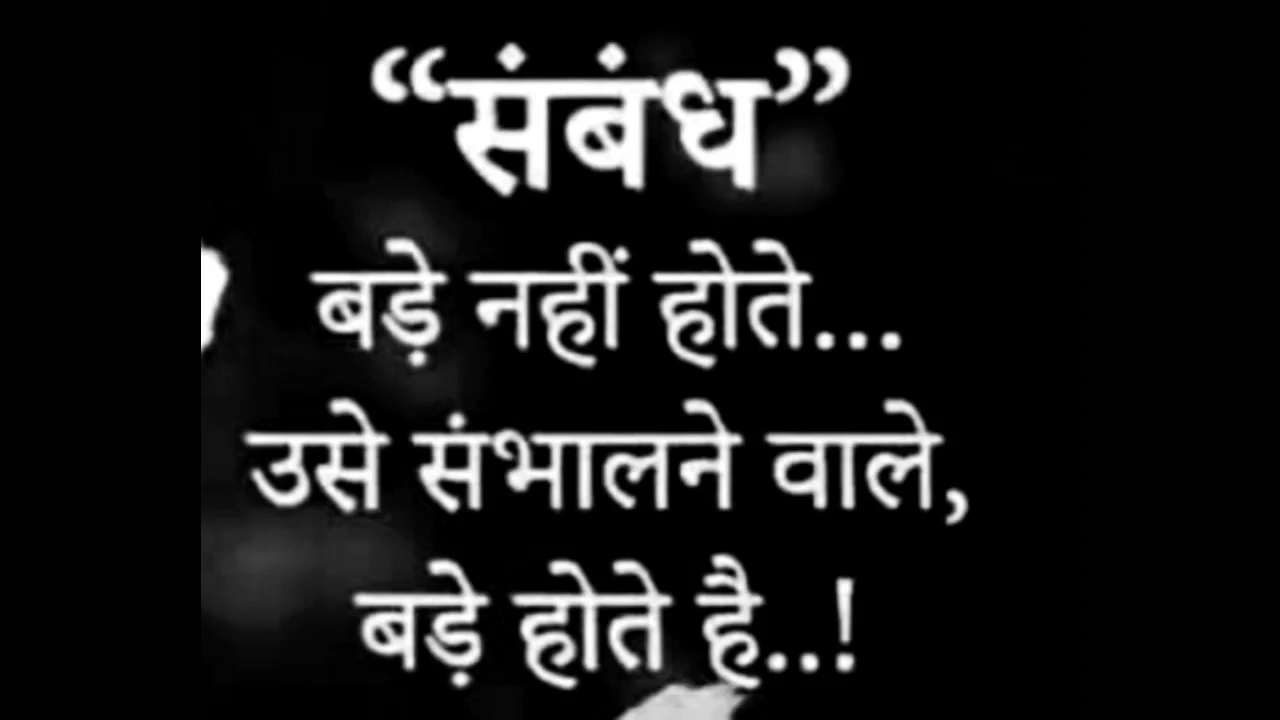 “संबंध”
बड़े नहीं होते...
उसे संभालने वाले,
बड़े होते है..!